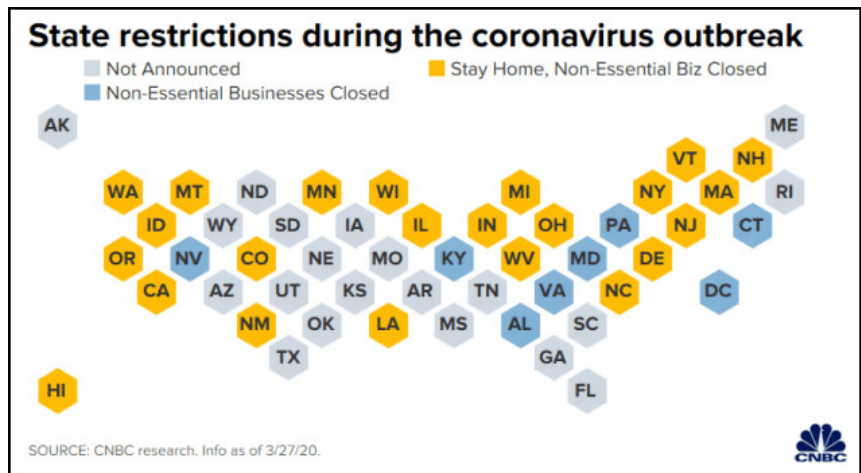 State restrictions during the coronavirus outbreak
Not Announced
Stay Home, Non-Essential Biz Closed
Non-Essential Businesses Closed
AK ME
VT NH
WA MT ND MN WI MI NY MA RI
ID WY SD IA IL IN OH PA NJ CT
OR NV CO NE MO KY WV MD DE
CA AZ UT KS AR TN VA NC DC
NM OK LA MS AL SC
TX GA
HI FL
SOURCE: CNBC research. Info as of 3/27/20.
CNBC